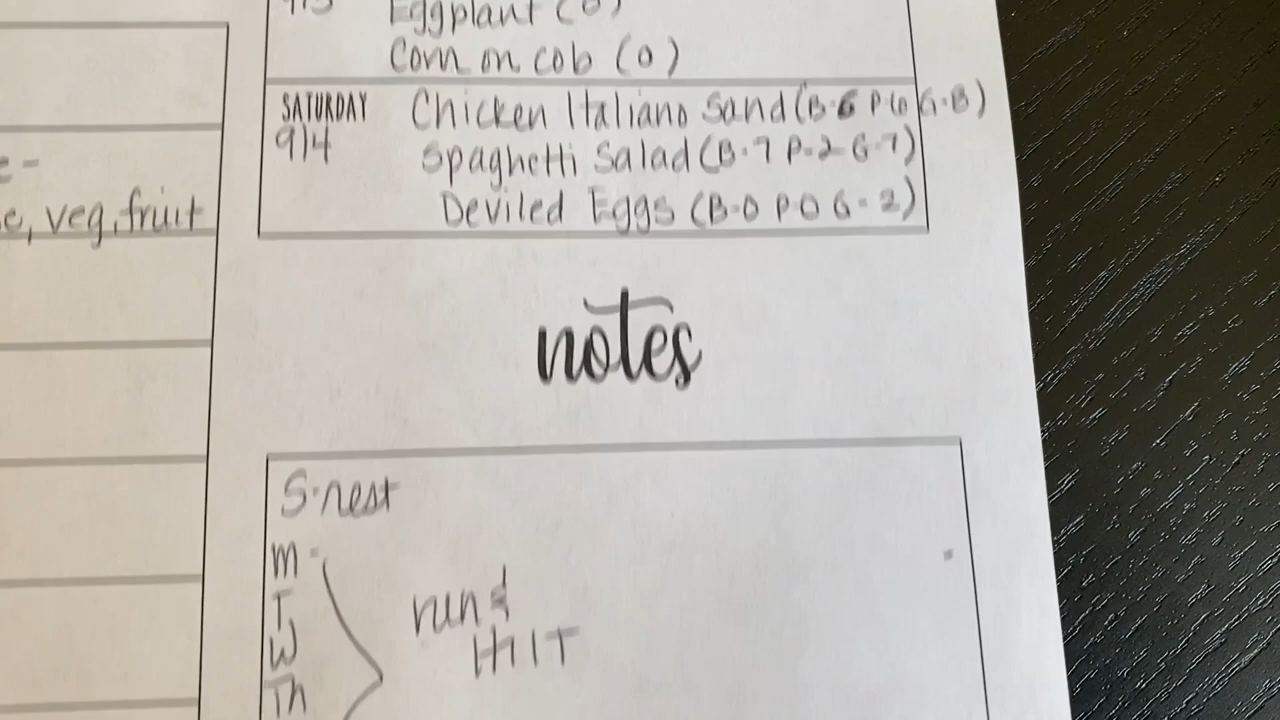 Eggplant (0)
Corn on cob (0)
SATURDAY Chicken Italiano Sand (B-6 P-6 G-8)
9/4 Spaghetti Salad (B-7 P-2 G-7)
Deviled Eggs (B-0 P-0 G-2)
e, veg, fruit
notes
S-rest
M-
T
W
Th
run &
HIIT